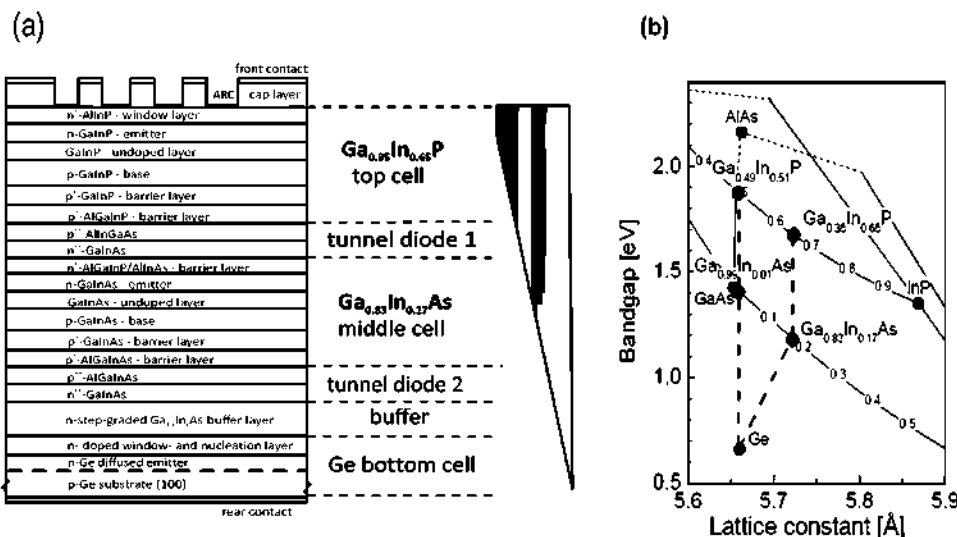 (a)
front contact
ARC
cap layer
n⁺-AlInP - window layer
n-GaInP - emitter
GaInP - undoped layer
p-GaInP - base
p⁺-GaInP - barrier layer
p⁺-AlGaInP - barrier layer
p⁺⁺-AlInGaAs
n⁺⁺-GaInAs
n⁺-AlGaInP/AlInAs - barrier layer
n-GaInAs - emitter
GaInAs - undoped layer
p-GaInAs - base
p⁺-GaInAs - barrier layer
p⁺-AlGaInAs - barrier layer
p⁺⁺-AlGaInAs
n⁺⁺-GaInAs
n-step-graded Ga₁₋ₓInₓAs buffer layer
n- doped window- and nucleation layer
n-Ge diffused emitter
p-Ge substrate (100)
rear contact
top cell
tunnel diode 1
Ga₀.₈₃In₀.₁₇As
middle cell
tunnel diode 2
buffer
Ge bottom cell
(b)
Bandgap [eV]
2.0
1.5
1.0
0.5
5.6
5.7
5.8
5.9
Lattice constant [Å]
AlAs
Ga₀.₄₉In₀.₅₁P
Ga₀.₃₅In₀.₆₅P
Ga₀.₉₉In₀.₀₁As
GaAs
InP
Ga₀.₈₃In₀.₁₇As
Ge
0.4
0.6
0.7
0.8
0.9
0.1
0.2
0.3
0.4
0.5